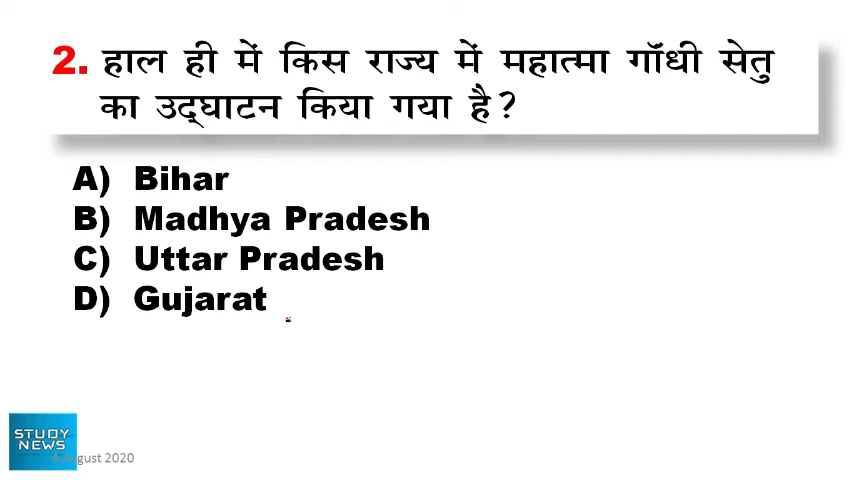 2. हाल ही में किस राज्य में महात्मा गाँधी सेतु
का उद्‌घाटन किया गया है?
A) Bihar
B) Madhya Pradesh
C) Uttar Pradesh
D) Gujarat
STUDY
NEWS
August 2020